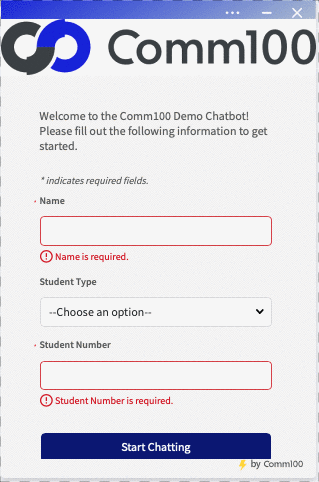 Comm100
Welcome to the Comm100 Demo Chatbot!
Please fill out the following information to get
started.
* indicates required fields.
Name
Name is required.
Student Type
--Choose an option--
Student Number
Student Number is required.
Start Chatting
by Comm100